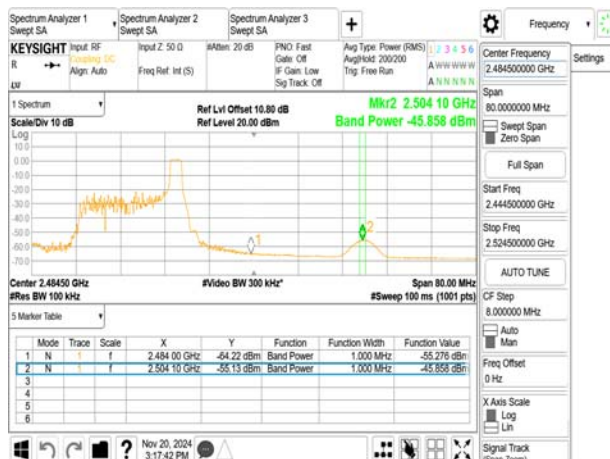 Spectrum Analyzer 1
Swept SA
Spectrum Analyzer 2
Swept SA
Spectrum Analyzer 3
Swept SA
+
Frequency
Settings
KEYSIGHT
R
Input: RF
Coupling: DC
Align: Auto
Input Z: 50 Ω
Freq Ref: Int (S)
#Atten: 20 dB
PNO: Fast
Gate: Off
IF Gain: Low
Sig Track: Off
Avg Type: Power (RMS)
Avg|Hold: 200/200
Trig: Free Run
1 2 3 4 5 6
A W W W W W
A N N N N N
1 Spectrum
Scale/Div 10 dB
Log
Ref Lvl Offset 10.80 dB
Ref Level 20.00 dBm
Mkr2 2.504 10 GHz
Band Power -45.858 dBm
10.0
0.00
-10.0
-20.0
-30.0
-40.0
-50.0
-60.0
-70.0
1
2
Center 2.48450 GHz
#Res BW 100 kHz
#Video BW 300 kHz*
Span 80.00 MHz
#Sweep 100 ms (1001 pts)
5 Marker Table
Mode Trace Scale X Y Function Function Width Function Value
1 N 1 f 2.484 00 GHz -64.22 dBm Band Power 1.000 MHz -55.276 dBm
2 N 1 f 2.504 10 GHz -55.13 dBm Band Power 1.000 MHz -45.858 dBm
3
4
5
6
Nov 20, 2024
3:17:42 PM
Center Frequency
2.484500000 GHz
Span
80.0000000 MHz
Swept Span
Zero Span
Full Span
Start Freq
2.444500000 GHz
Stop Freq
2.524500000 GHz
AUTO TUNE
CF Step
8.000000 MHz
Auto
Man
Freq Offset
0 Hz
X Axis Scale
Log
Lin
Signal Track